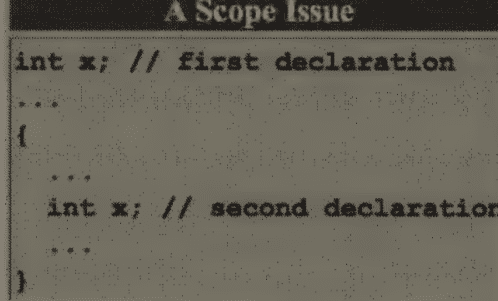 A Scope Issue
int x; // first declaration
...
{
...
int x; // second declaration
...
}